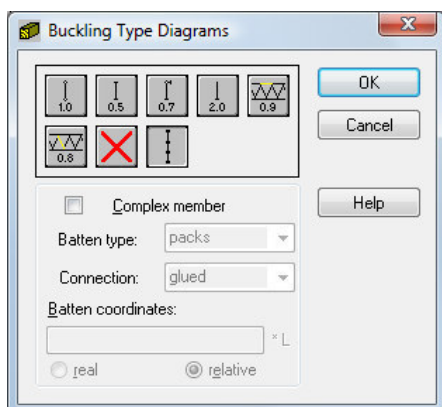 Buckling Type Diagrams
1.0 0.5 0.7 2.0 0.9
0.8
OK
Cancel
Help
Complex member
Batten type: packs
Connection: glued
Batten coordinates:
* L
real relative